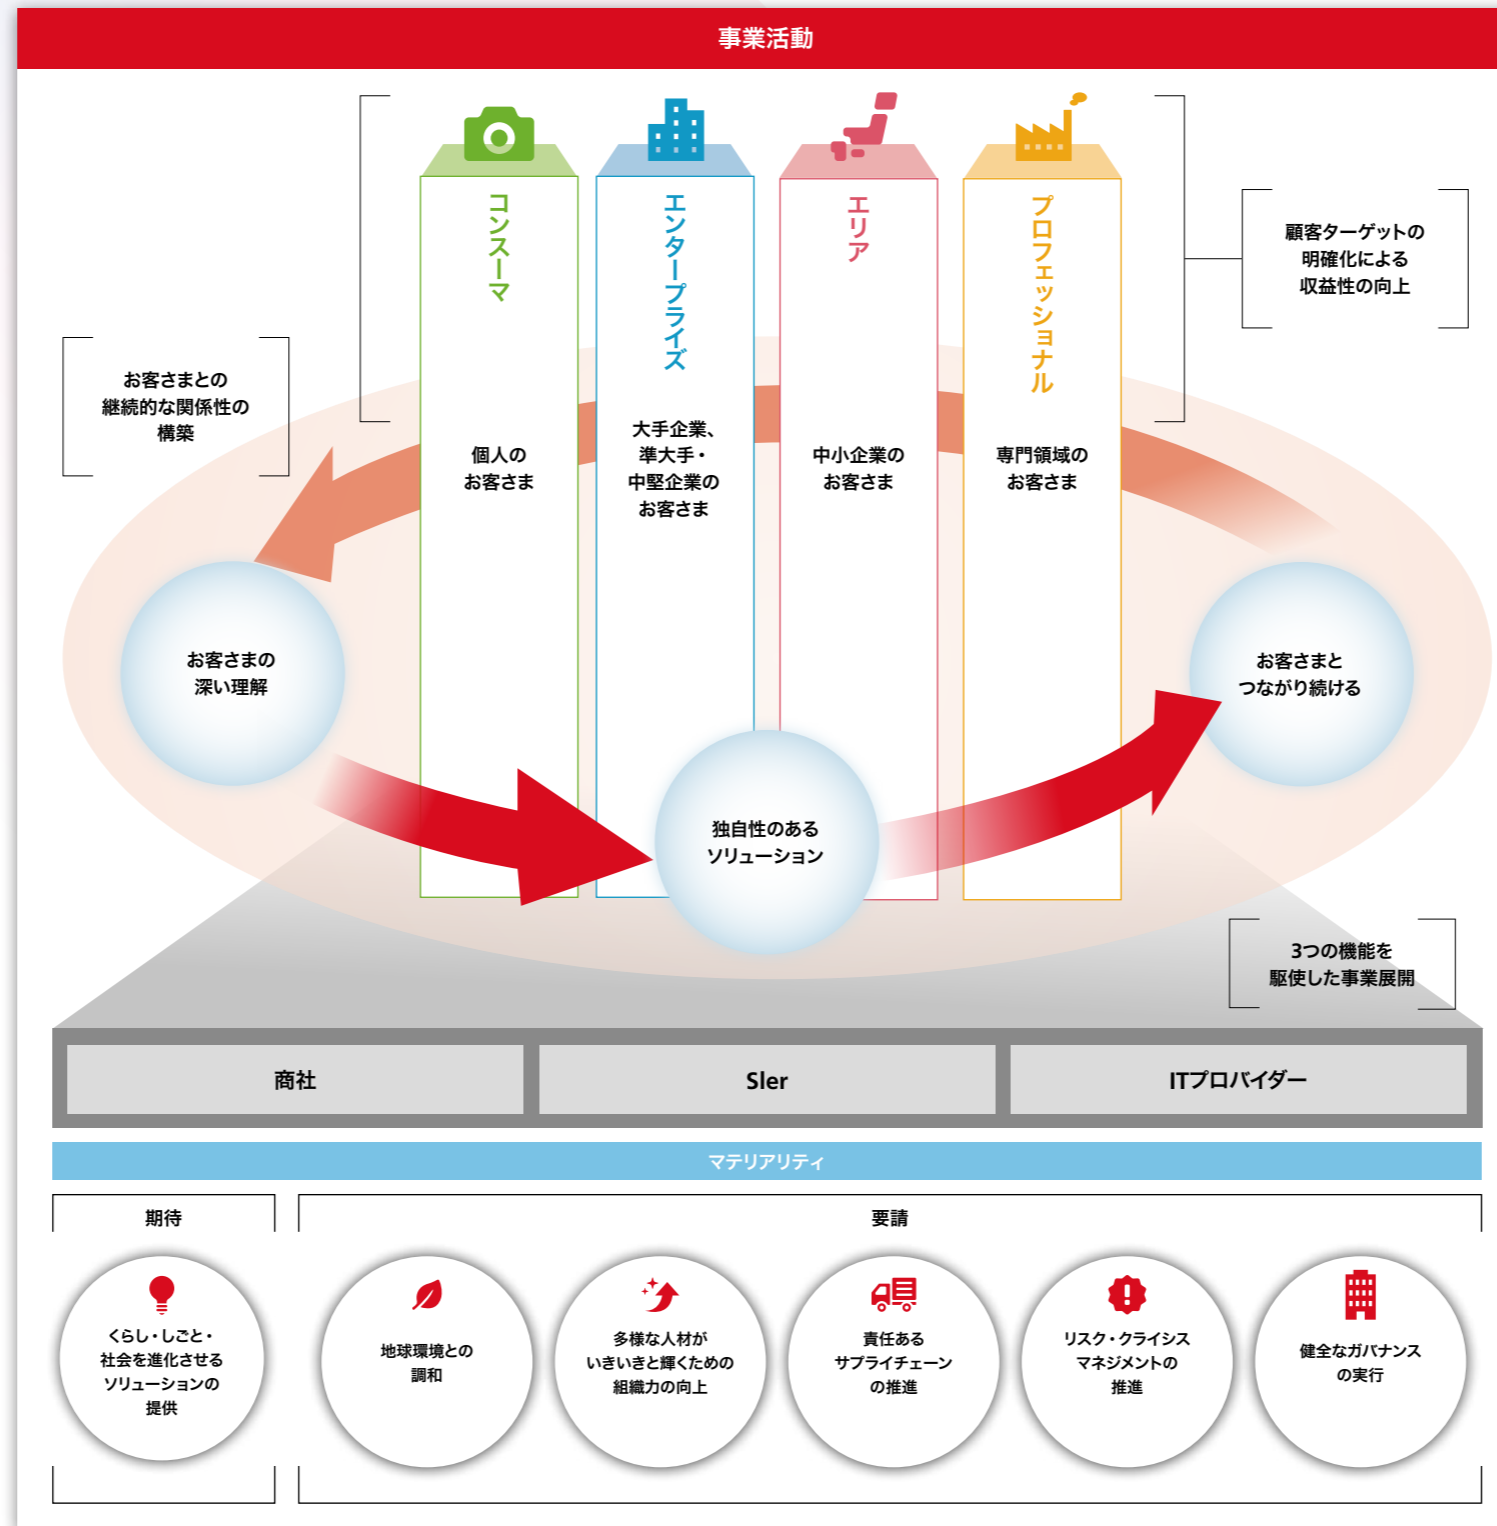 事業活動
コンスーマ
エンタープライズ
エリア
プロフェッショナル
顧客ターゲットの
明確化による
収益性の向上
お客さまとの
継続的な関係性の
構築
個人の
お客さま
大手企業、
準大手・
中堅企業の
お客さま
中小企業の
お客さま
専門領域の
お客さま
お客さまの
深い理解
独自性のある
ソリューション
お客さまと
つながり続ける
3つの機能を
駆使した事業展開
商社
SIer
ITプロバイダー
マテリアリティ
期待
要請
くらし・しごと・
社会を進化させる
ソリューションの
提供
地球環境との
調和
多様な人材が
いきいきと輝くための
組織力の向上
責任ある
サプライチェーン
の推進
リスク・クライシス
マネジメントの
推進
健全なガバナンス
の実行